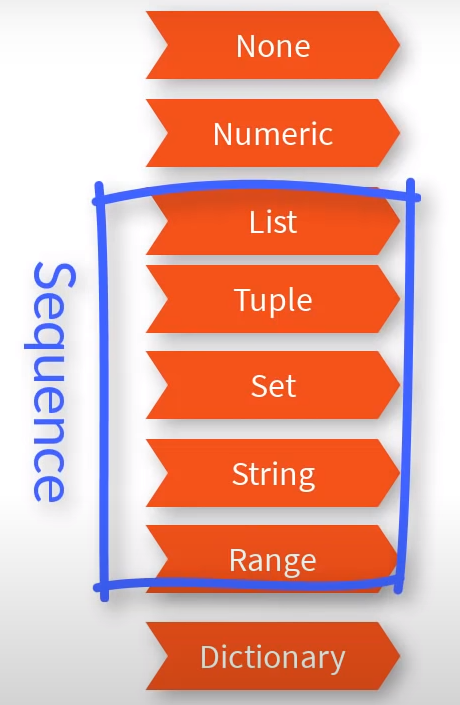 None
Numeric
Sequence
List
Tuple
Set
String
Range
Dictionary